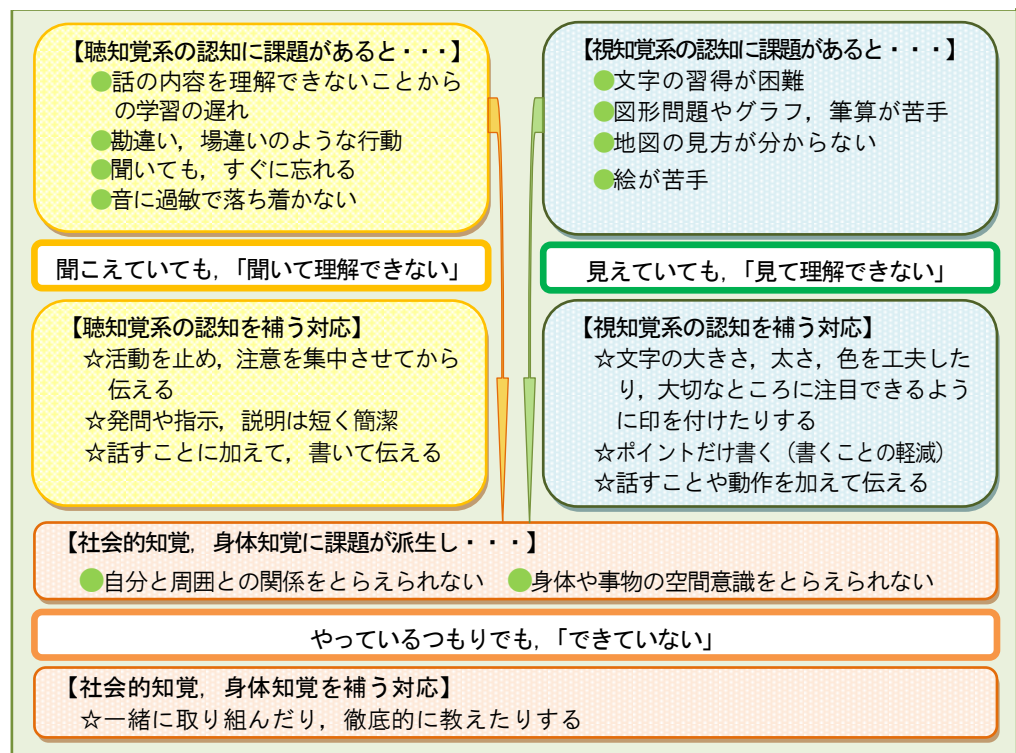 【聴知覚系の認知に課題があると・・・】
●話の内容を理解できないことから
の学習の遅れ
●勘違い，場違いのような行動
●聞いても，すぐに忘れる
●音に過敏で落ち着かない
【視知覚系の認知に課題があると・・・】
●文字の習得が困難
●図形問題やグラフ，筆算が苦手
●地図の見方が分からない
●絵が苦手
聞こえていても，「聞いて理解できない」
見えていても，「見て理解できない」
【聴知覚系の認知を補う対応】
☆活動を止め，注意を集中させてから
伝える
☆発問や指示，説明は短く簡潔
☆話すことに加えて，書いて伝える
【視知覚系の認知を補う対応】
☆文字の大きさ，太さ，色を工夫した
り，大切なところに注目できるよう
に印を付けたりする
☆ポイントだけ書く（書くことの軽減）
☆話すことや動作を加えて伝える
【社会的知覚，身体知覚に課題が派生し・・・】
●自分と周囲との関係をとらえられない　●身体や事物の空間意識をとらえられない
やっているつもりでも，「できていない」
【社会的知覚，身体知覚を補う対応】
☆一緒に取り組んだり，徹底的に教えたりする